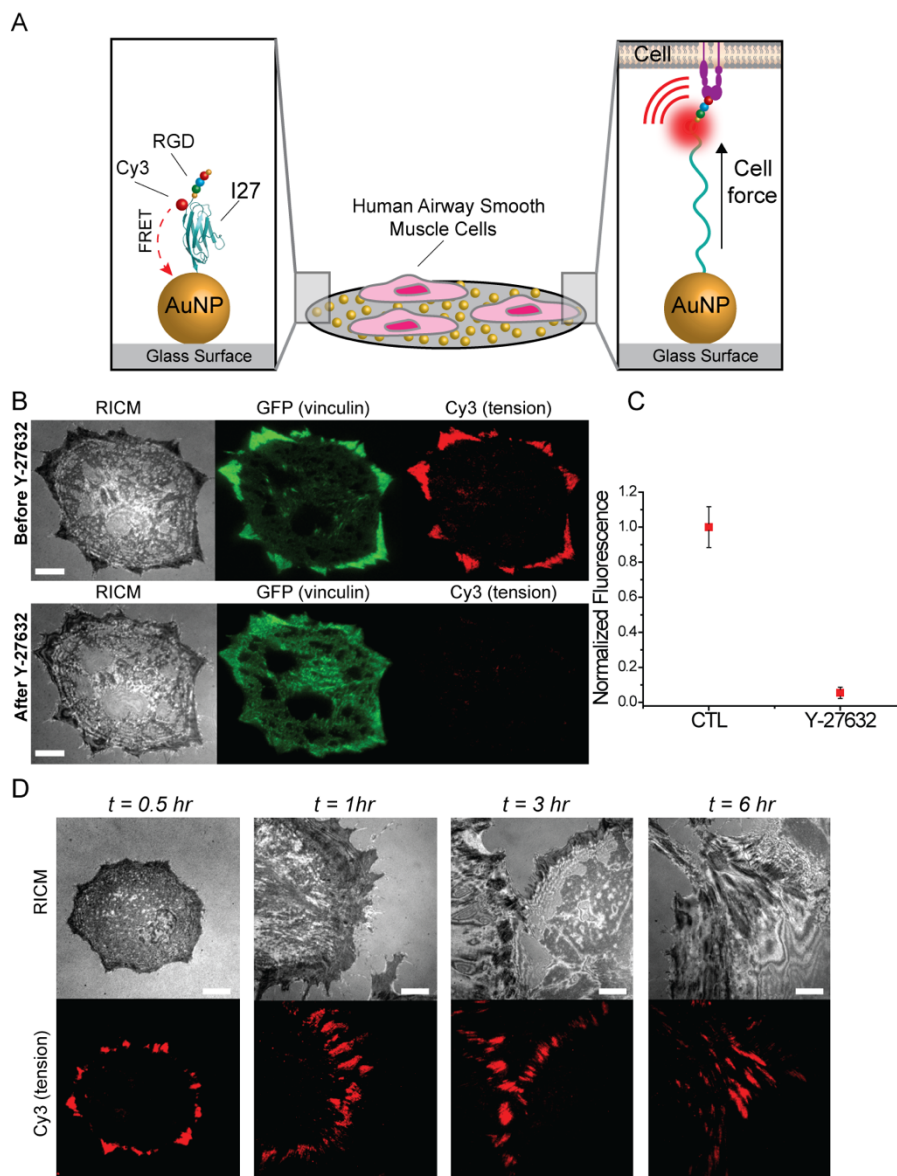 A
Cy3
RGD
I27
FRET
AuNP
Glass Surface
Human Airway Smooth
Muscle Cells
Cell
Cell
force
AuNP
Glass Surface
B
RICM
GFP (vinculin)
Cy3 (tension)
Before Y-27632
RICM
GFP (vinculin)
Cy3 (tension)
After Y-27632
C
Normalized Fluorescence
1.2
1.0
0.8
0.6
0.4
0.2
0.0
CTL
Y-27632
D
t = 0.5 hr
t = 1hr
t = 3 hr
t = 6 hr
RICM
Cy3 (tension)